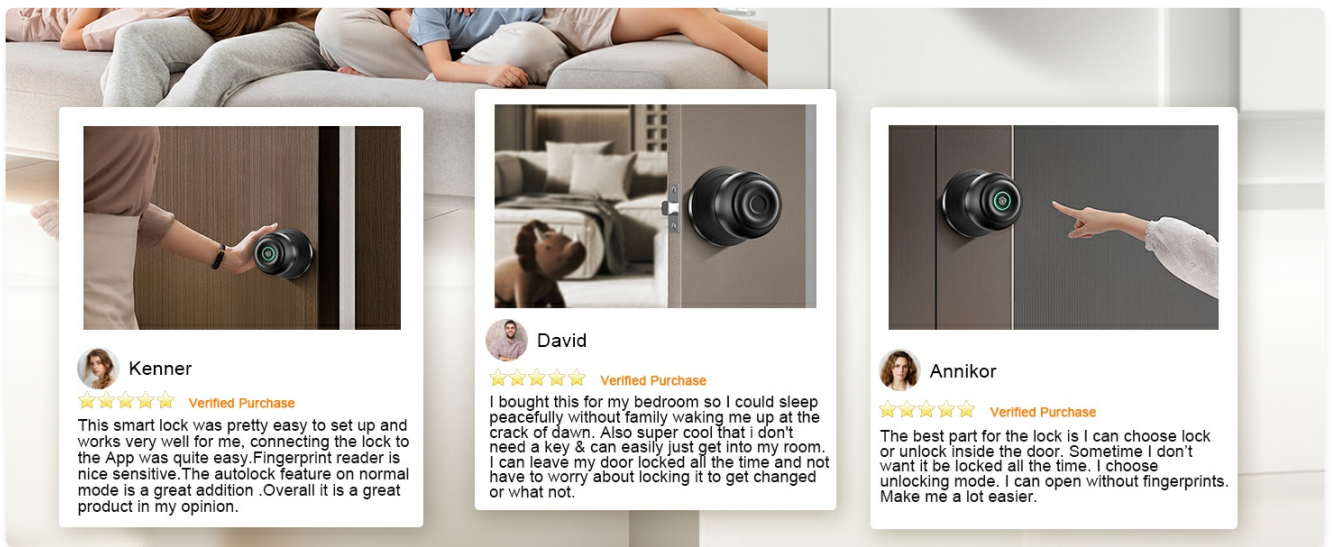 Kenner
Verified Purchase
This smart lock was pretty easy to set up and
works very well for me, connecting the lock to
the App was quite easy.Fingerprint reader is
nice sensitive.The autolock feature on normal
mode is a great addition .Overall it is a great
product in my opinion.
David
Verified Purchase
I bought this for my bedroom so I could sleep
peacefully without family waking me up at the
crack of dawn. Also super cool that i don't
need a key & can easily just get into my room.
I can leave my door locked all the time and not
have to worry about locking it to get changed
or what not.
Annikor
Verified Purchase
The best part for the lock is I can choose lock
or unlock inside the door. Sometime I don't
want it be locked all the time. I choose
unlocking mode. I can open without fingerprints.
Make me a lot easier.